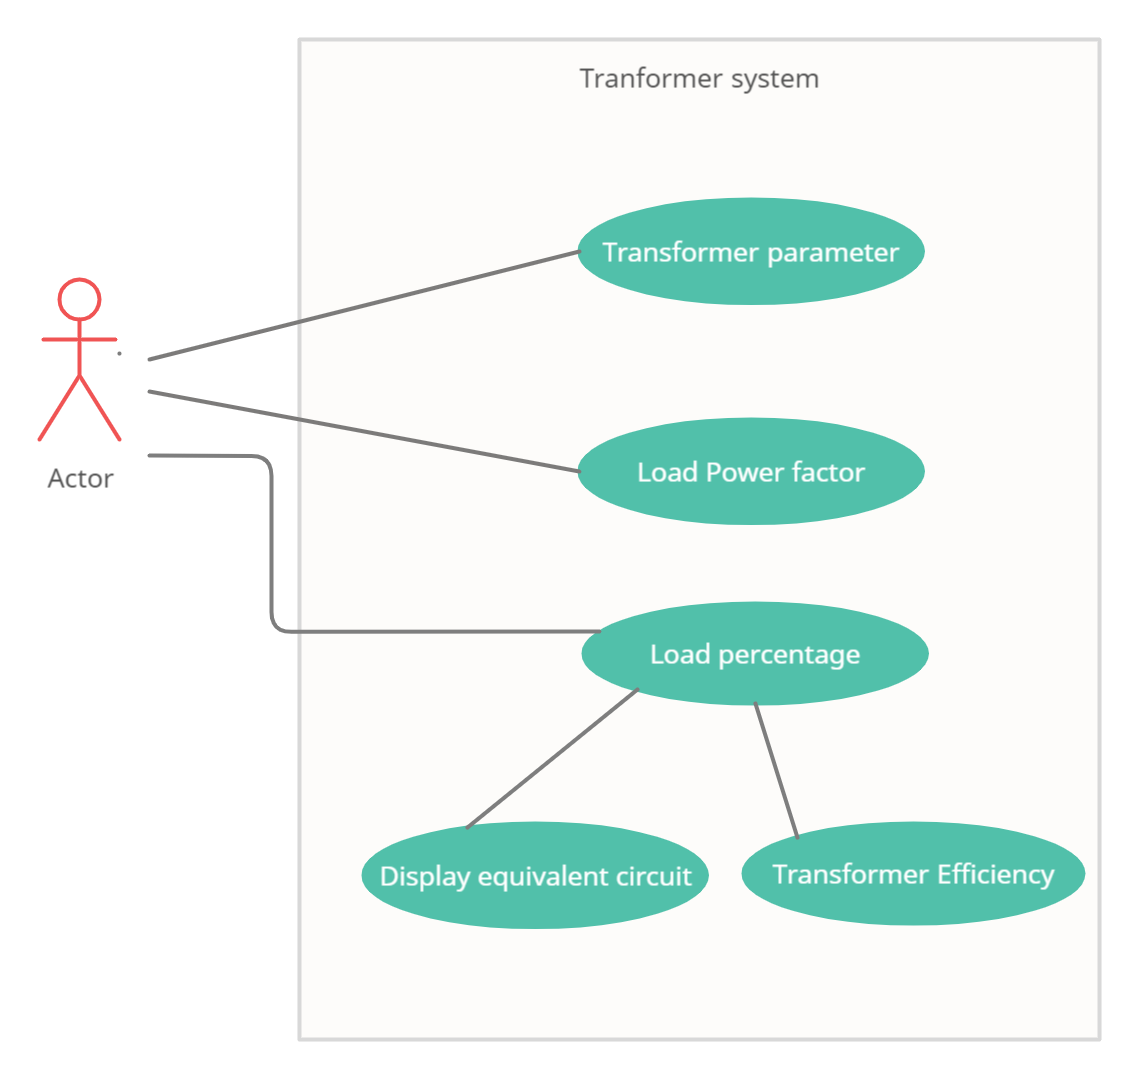 Tranformer system
Transformer parameter
Load Power factor
Actor
Load percentage
Display equivalent circuit
Transformer Efficiency